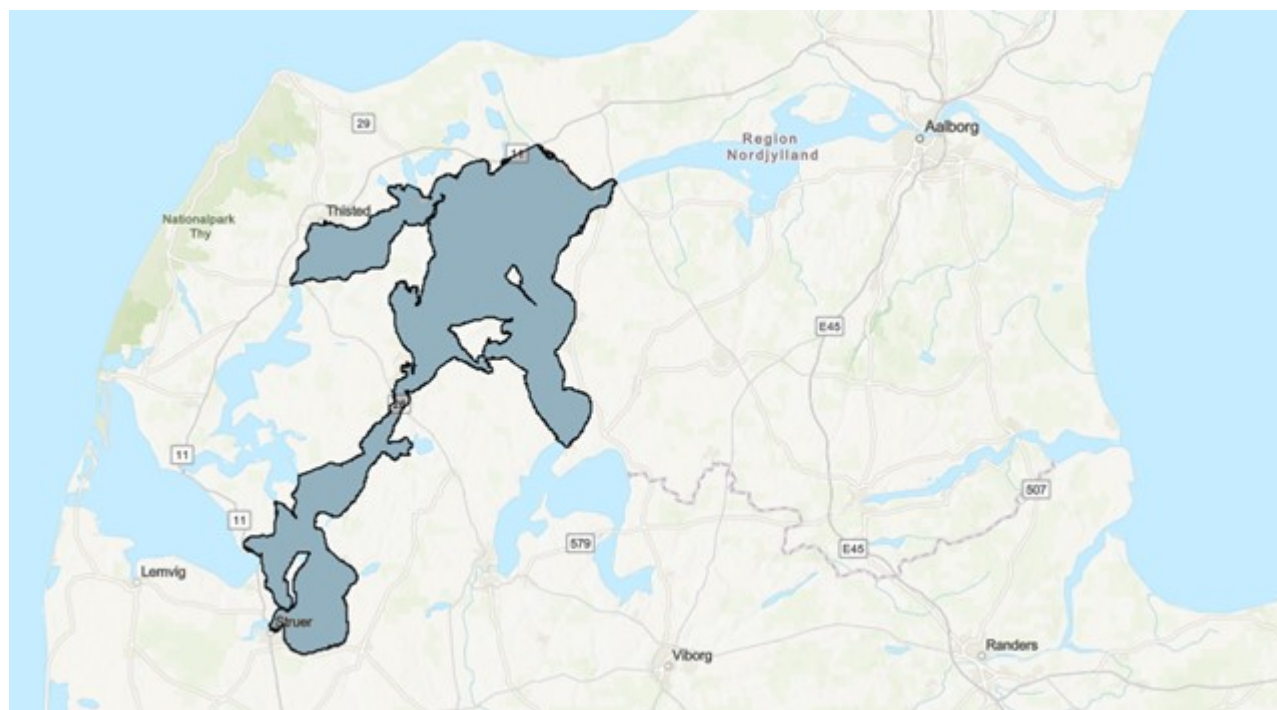 Aalborg
29
Region
Nordjylland
11
Thisted
Nationalpark
Thy
E45
11
507
11
579
E45
Lemvig
Struer
Randers
Viborg